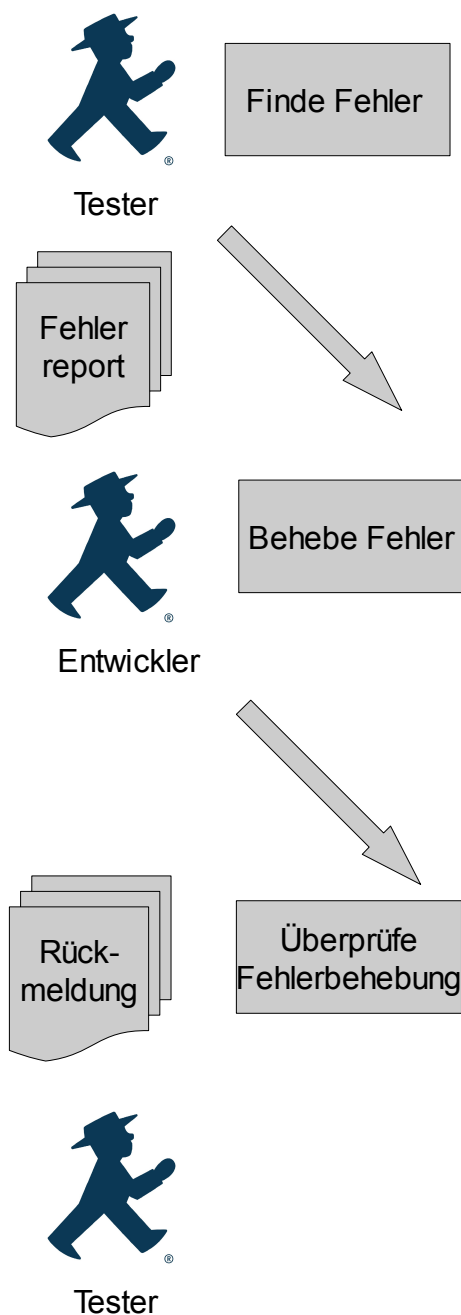 Finde Fehler
®
Tester
Fehler
report
Behebe Fehler
®
Entwickler
Rück-
meldung
Überprüfe
Fehlerbehebung
®
Tester